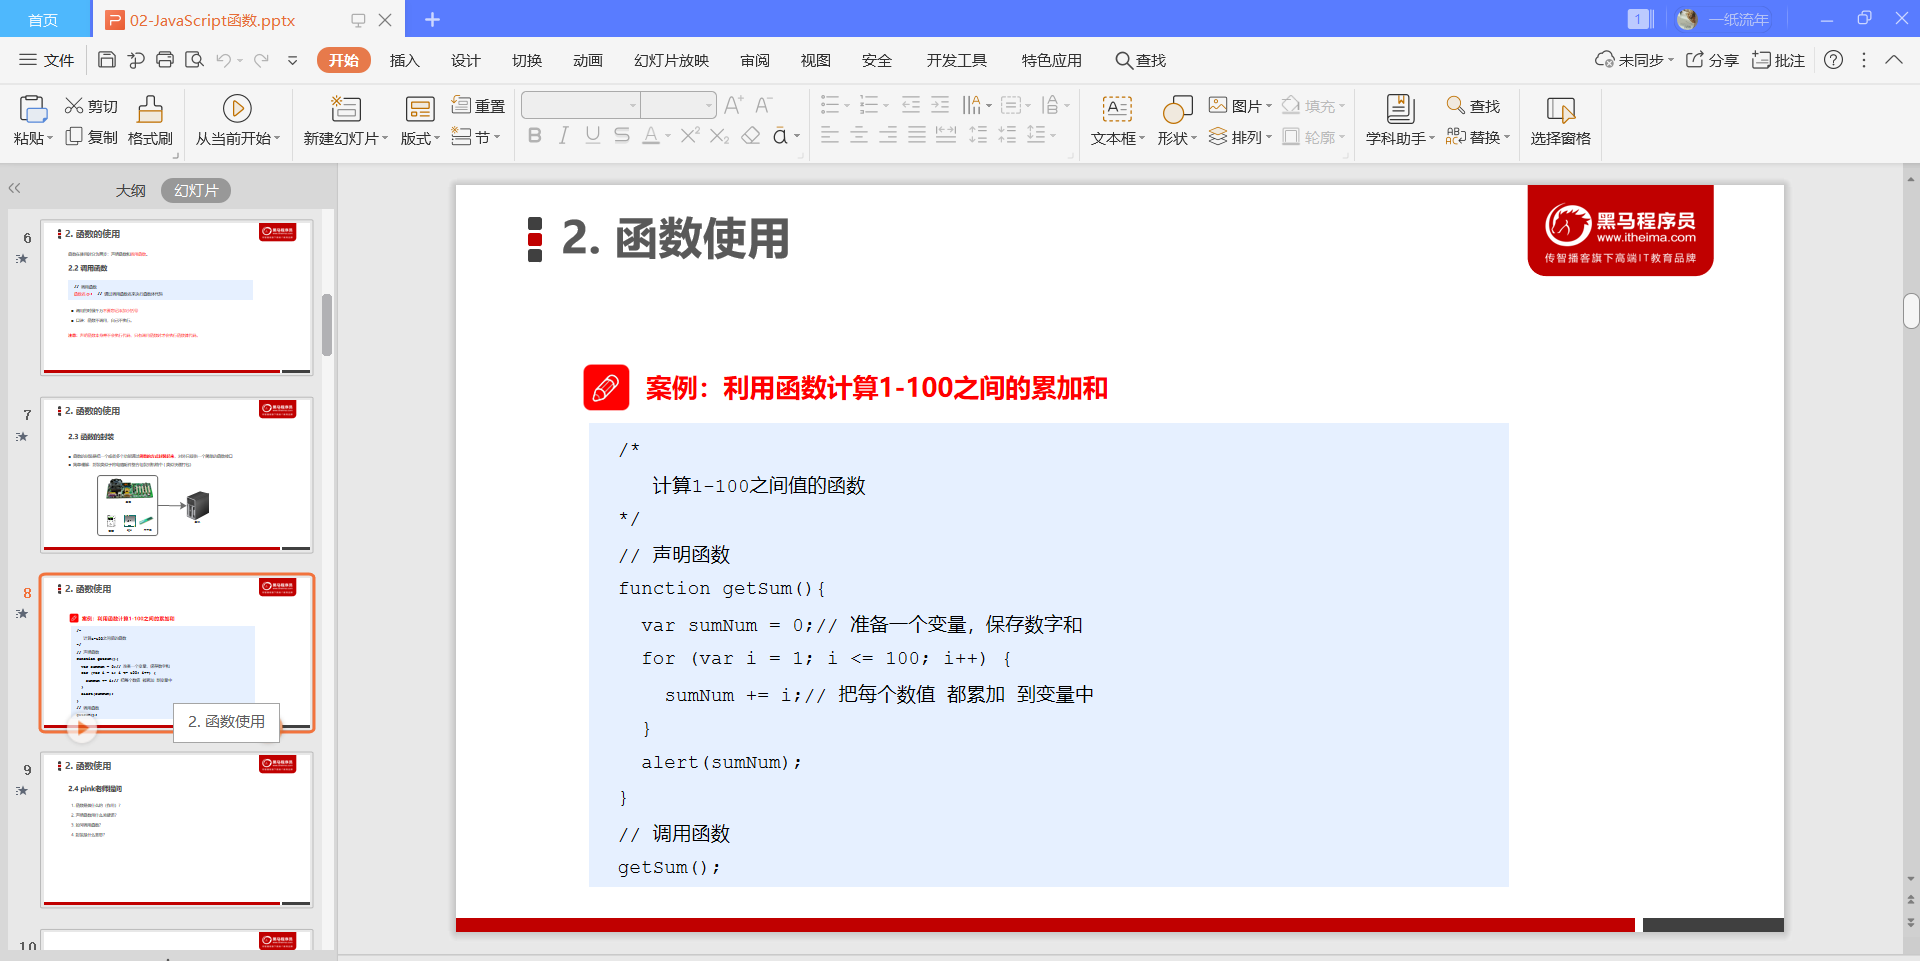 首页
02-JavaScript函数.pptx
1
一纸流年
文件
开始
插入
设计
切换
动画
幻灯片放映
审阅
视图
安全
开发工具
特色应用
查找
未同步
分享
批注
粘贴
剪切
复制
格式刷
从当前开始
新建幻灯片
版式
重置
节
文本框
形状
图片
排列
填充
轮廓
学科助手
查找
替换
选择窗格
大纲
幻灯片
6
2. 函数的使用
2.2 调用函数
7
2. 函数的使用
2.3 函数的封装
8
2. 函数使用
案例：利用函数计算1-100之间的累加和
2. 函数使用
9
2. 函数使用
2.4 pink老师提问
10
2. 函数使用
黑马程序员
www.itheima.com
传智播客旗下高端IT教育品牌
案例：利用函数计算1-100之间的累加和
/*
计算1-100之间值的函数
*/
// 声明函数
function getSum(){
var sumNum = 0;// 准备一个变量，保存数字和
for (var i = 1; i <= 100; i++) {
sumNum += i;// 把每个数值 都累加 到变量中
}
alert(sumNum);
}
// 调用函数
getSum();